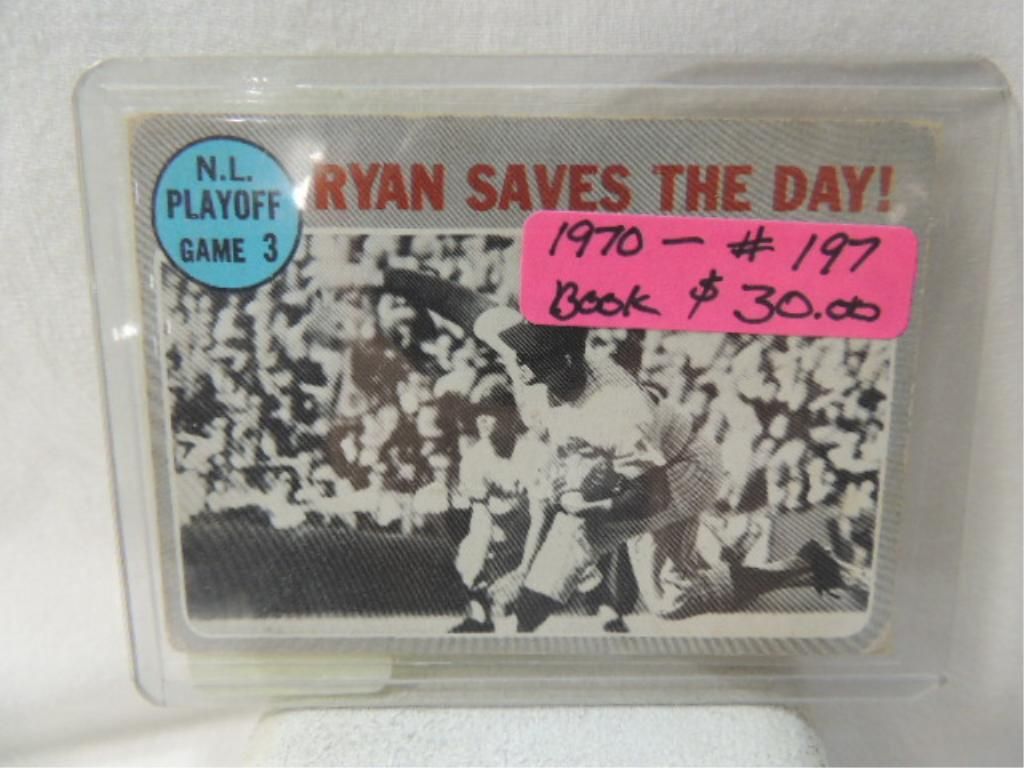 N.L.
PLAYOFF
GAME 3
RYAN SAVES THE DAY!
1970 - # 197
Book $ 30.00